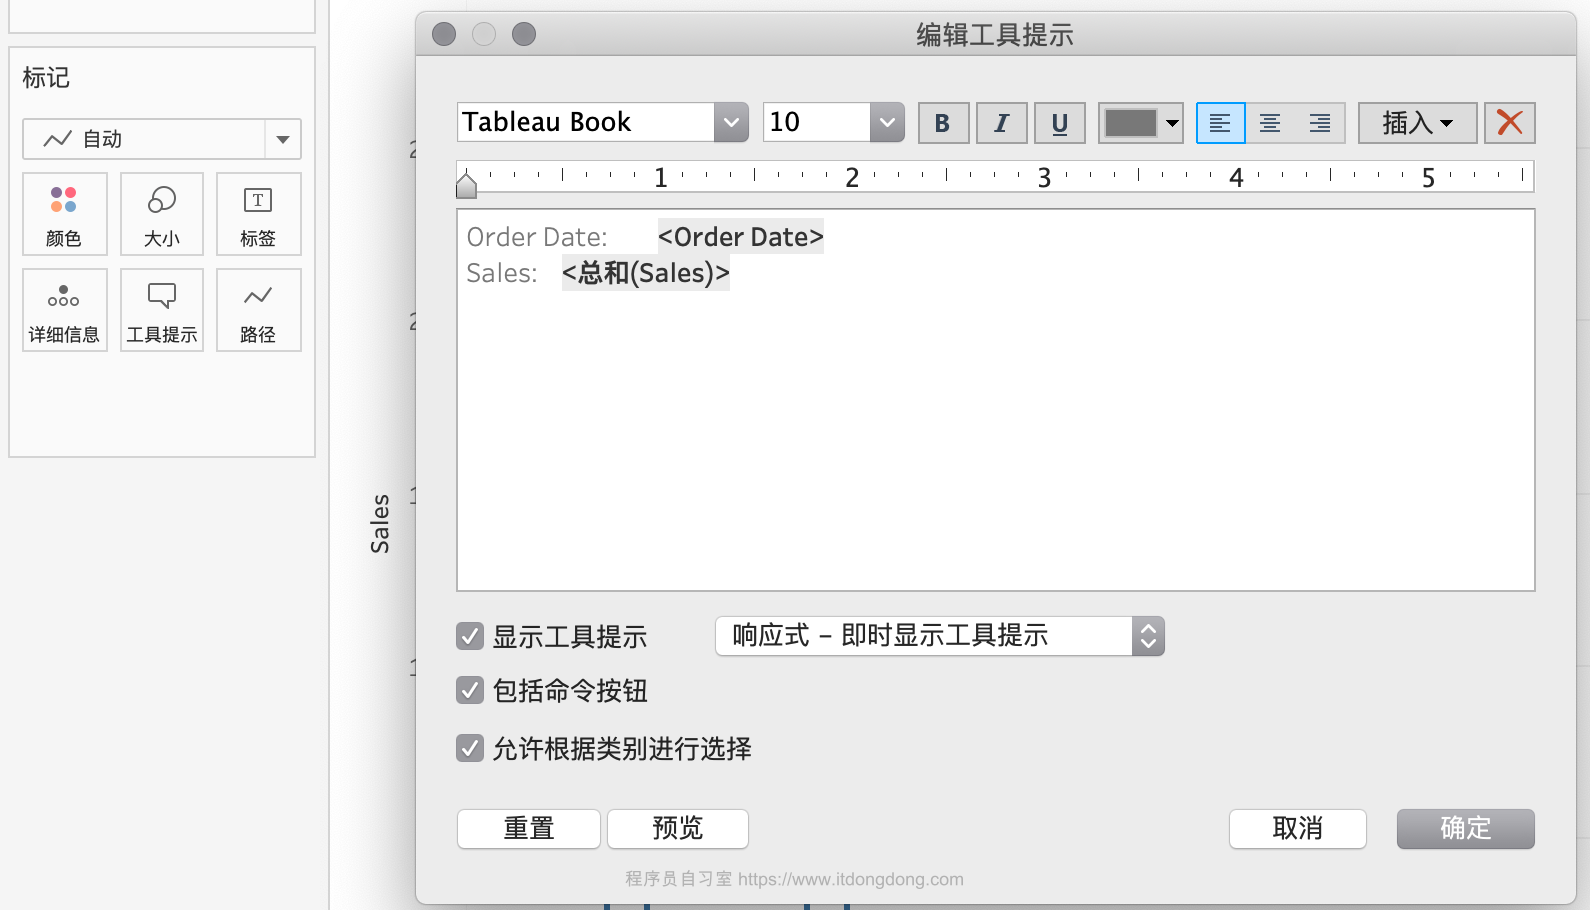 标记
自动
颜色
大小
T
标签
详细信息
工具提示
路径
Sales
编辑工具提示
Tableau Book
10
B
I
U
插入
1 2 3 4 5
Order Date: <Order Date>
Sales: <总和(Sales)>
显示工具提示
响应式 – 即时显示工具提示
包括命令按钮
允许根据类别进行选择
重置
预览
取消
确定
程序员自习室 https://www.itdongdong.com